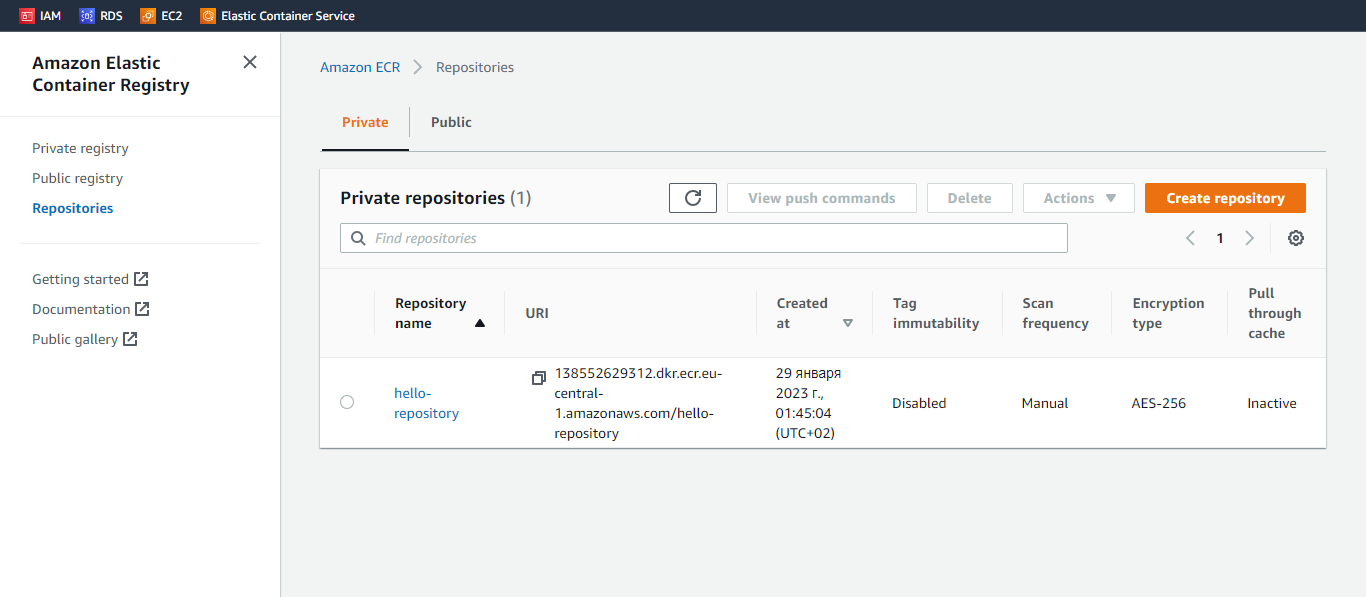 IAM RDS EC2 Elastic Container Service
Amazon Elastic
Container Registry
Private registry
Public registry
Repositories
Getting started
Documentation
Public gallery
Amazon ECR > Repositories
Private Public
Private repositories (1)
View push commands Delete Actions Create repository
Find repositories
1
Repository
name
URI
Created
at
Tag
immutability
Scan
frequency
Encryption
type
Pull
through
cache
hello-
repository
138552629312.dkr.ecr.eu-
central-
1.amazonaws.com/hello-
repository
29 января
2023 г.,
01:45:04
(UTC+02)
Disabled
Manual
AES-256
Inactive